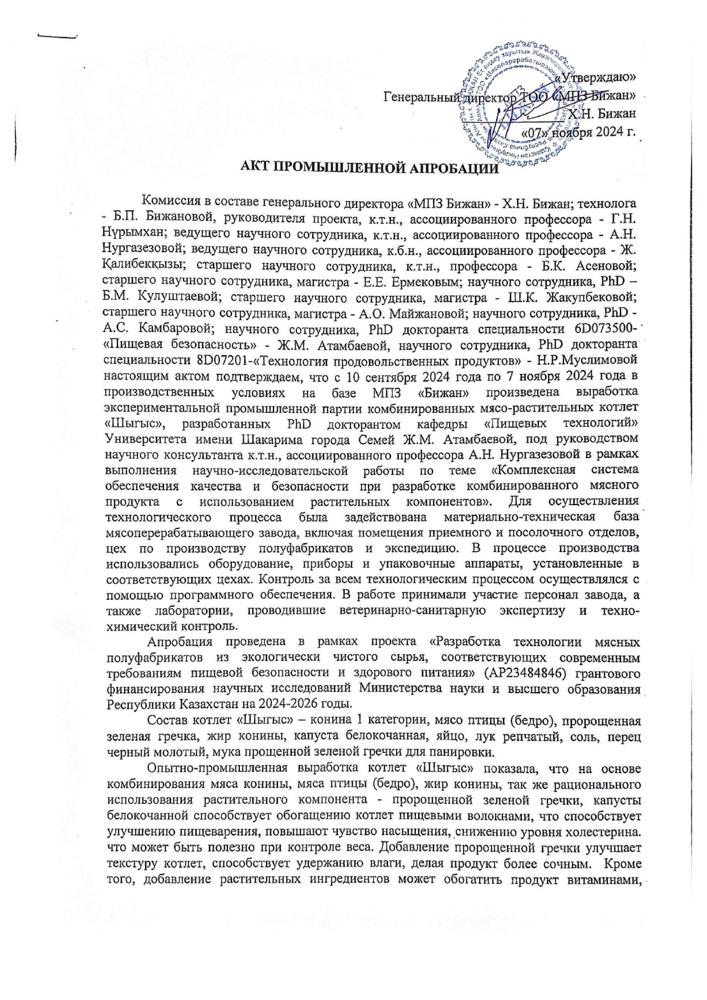 «Утверждаю»
Генеральный директор ТОО «МПЗ Бижан»
Х.Н. Бижан
«07» ноября 2024 г.
АКТ ПРОМЫШЛЕННОЙ АПРОБАЦИИ
Комиссия в составе генерального директора «МПЗ Бижан» - Х.Н. Бижан; технолога
- Б.П. Бижановой, руководителя проекта, к.т.н., ассоциированного профессора - Г.Н.
Нұрымхан; ведущего научного сотрудника, к.т.н., ассоциированного профессора - А.Н.
Нургазезовой; ведущего научного сотрудника, к.б.н., ассоциированного профессора - Ж.
Қалибекқызы; старшего научного сотрудника, к.т.н., профессора - Б.К. Асеновой;
старшего научного сотрудника, магистра - Е.Е. Ермековым; научного сотрудника, PhD –
Б.М. Кулуштаевой; старшего научного сотрудника, магистра - Ш.К. Жакупбековой;
старшего научного сотрудника, магистра - А.О. Майжановой; научного сотрудника, PhD -
А.С. Камбаровой; научного сотрудника, PhD докторанта специальности 6D073500-
«Пищевая безопасность» - Ж.М. Атамбаевой, научного сотрудника, PhD докторанта
специальности 8D07201-«Технология продовольственных продуктов» - Н.Р.Муслимовой
настоящим актом подтверждаем, что с 10 сентября 2024 года по 7 ноября 2024 года в
производственных условиях на базе МПЗ «Бижан» произведена выработка
экспериментальной промышленной партии комбинированных мясо-растительных котлет
«Шыгыс», разработанных PhD докторантом кафедры «Пищевых технологий»
Университета имени Шакарима города Семей Ж.М. Атамбаевой, под руководством
научного консультанта к.т.н., ассоциированного профессора А.Н. Нургазезовой в рамках
выполнения научно-исследовательской работы по теме «Комплексная система
обеспечения качества и безопасности при разработке комбинированного мясного
продукта с использованием растительных компонентов». Для осуществления
технологического процесса была задействована материально-техническая база
мясоперерабатывающего завода, включая помещения приемного и посолочного отделов,
цех по производству полуфабрикатов и экспедицию. В процессе производства
использовались оборудование, приборы и упаковочные аппараты, установленные в
соответствующих цехах. Контроль за всем технологическим процессом осуществлялся с
помощью программного обеспечения. В работе принимали участие персонал завода, а
также лаборатории, проводившие ветеринарно-санитарную экспертизу и техно-
химический контроль.
Апробация проведена в рамках проекта «Разработка технологии мясных
полуфабрикатов из экологически чистого сырья, соответствующих современным
требованиям пищевой безопасности и здорового питания» (АР23484846) грантового
финансирования научных исследований Министерства науки и высшего образования
Республики Казахстан на 2024-2026 годы.
Состав котлет «Шыгыс» – конина 1 категории, мясо птицы (бедро), пророщенная
зеленая гречка, жир конины, капуста белокочанная, яйцо, лук репчатый, соль, перец
черный молотый, мука прощенной зеленой гречки для панировки.
Опытно-промышленная выработка котлет «Шыгыс» показала, что на основе
комбинирования мяса конины, мяса птицы (бедро), жир конины, так же рационального
использования растительного компонента - пророщенной зеленой гречки, капусты
белокочанной способствует обогащению котлет пищевыми волокнами, что способствует
улучшению пищеварения, повышают чувство насыщения, снижению уровня холестерина.
что может быть полезно при контроле веса. Добавление пророщенной гречки улучшает
текстуру котлет, способствует удержанию влаги, делая продукт более сочным. Кроме
того, добавление растительных ингредиентов может обогатить продукт витаминами,